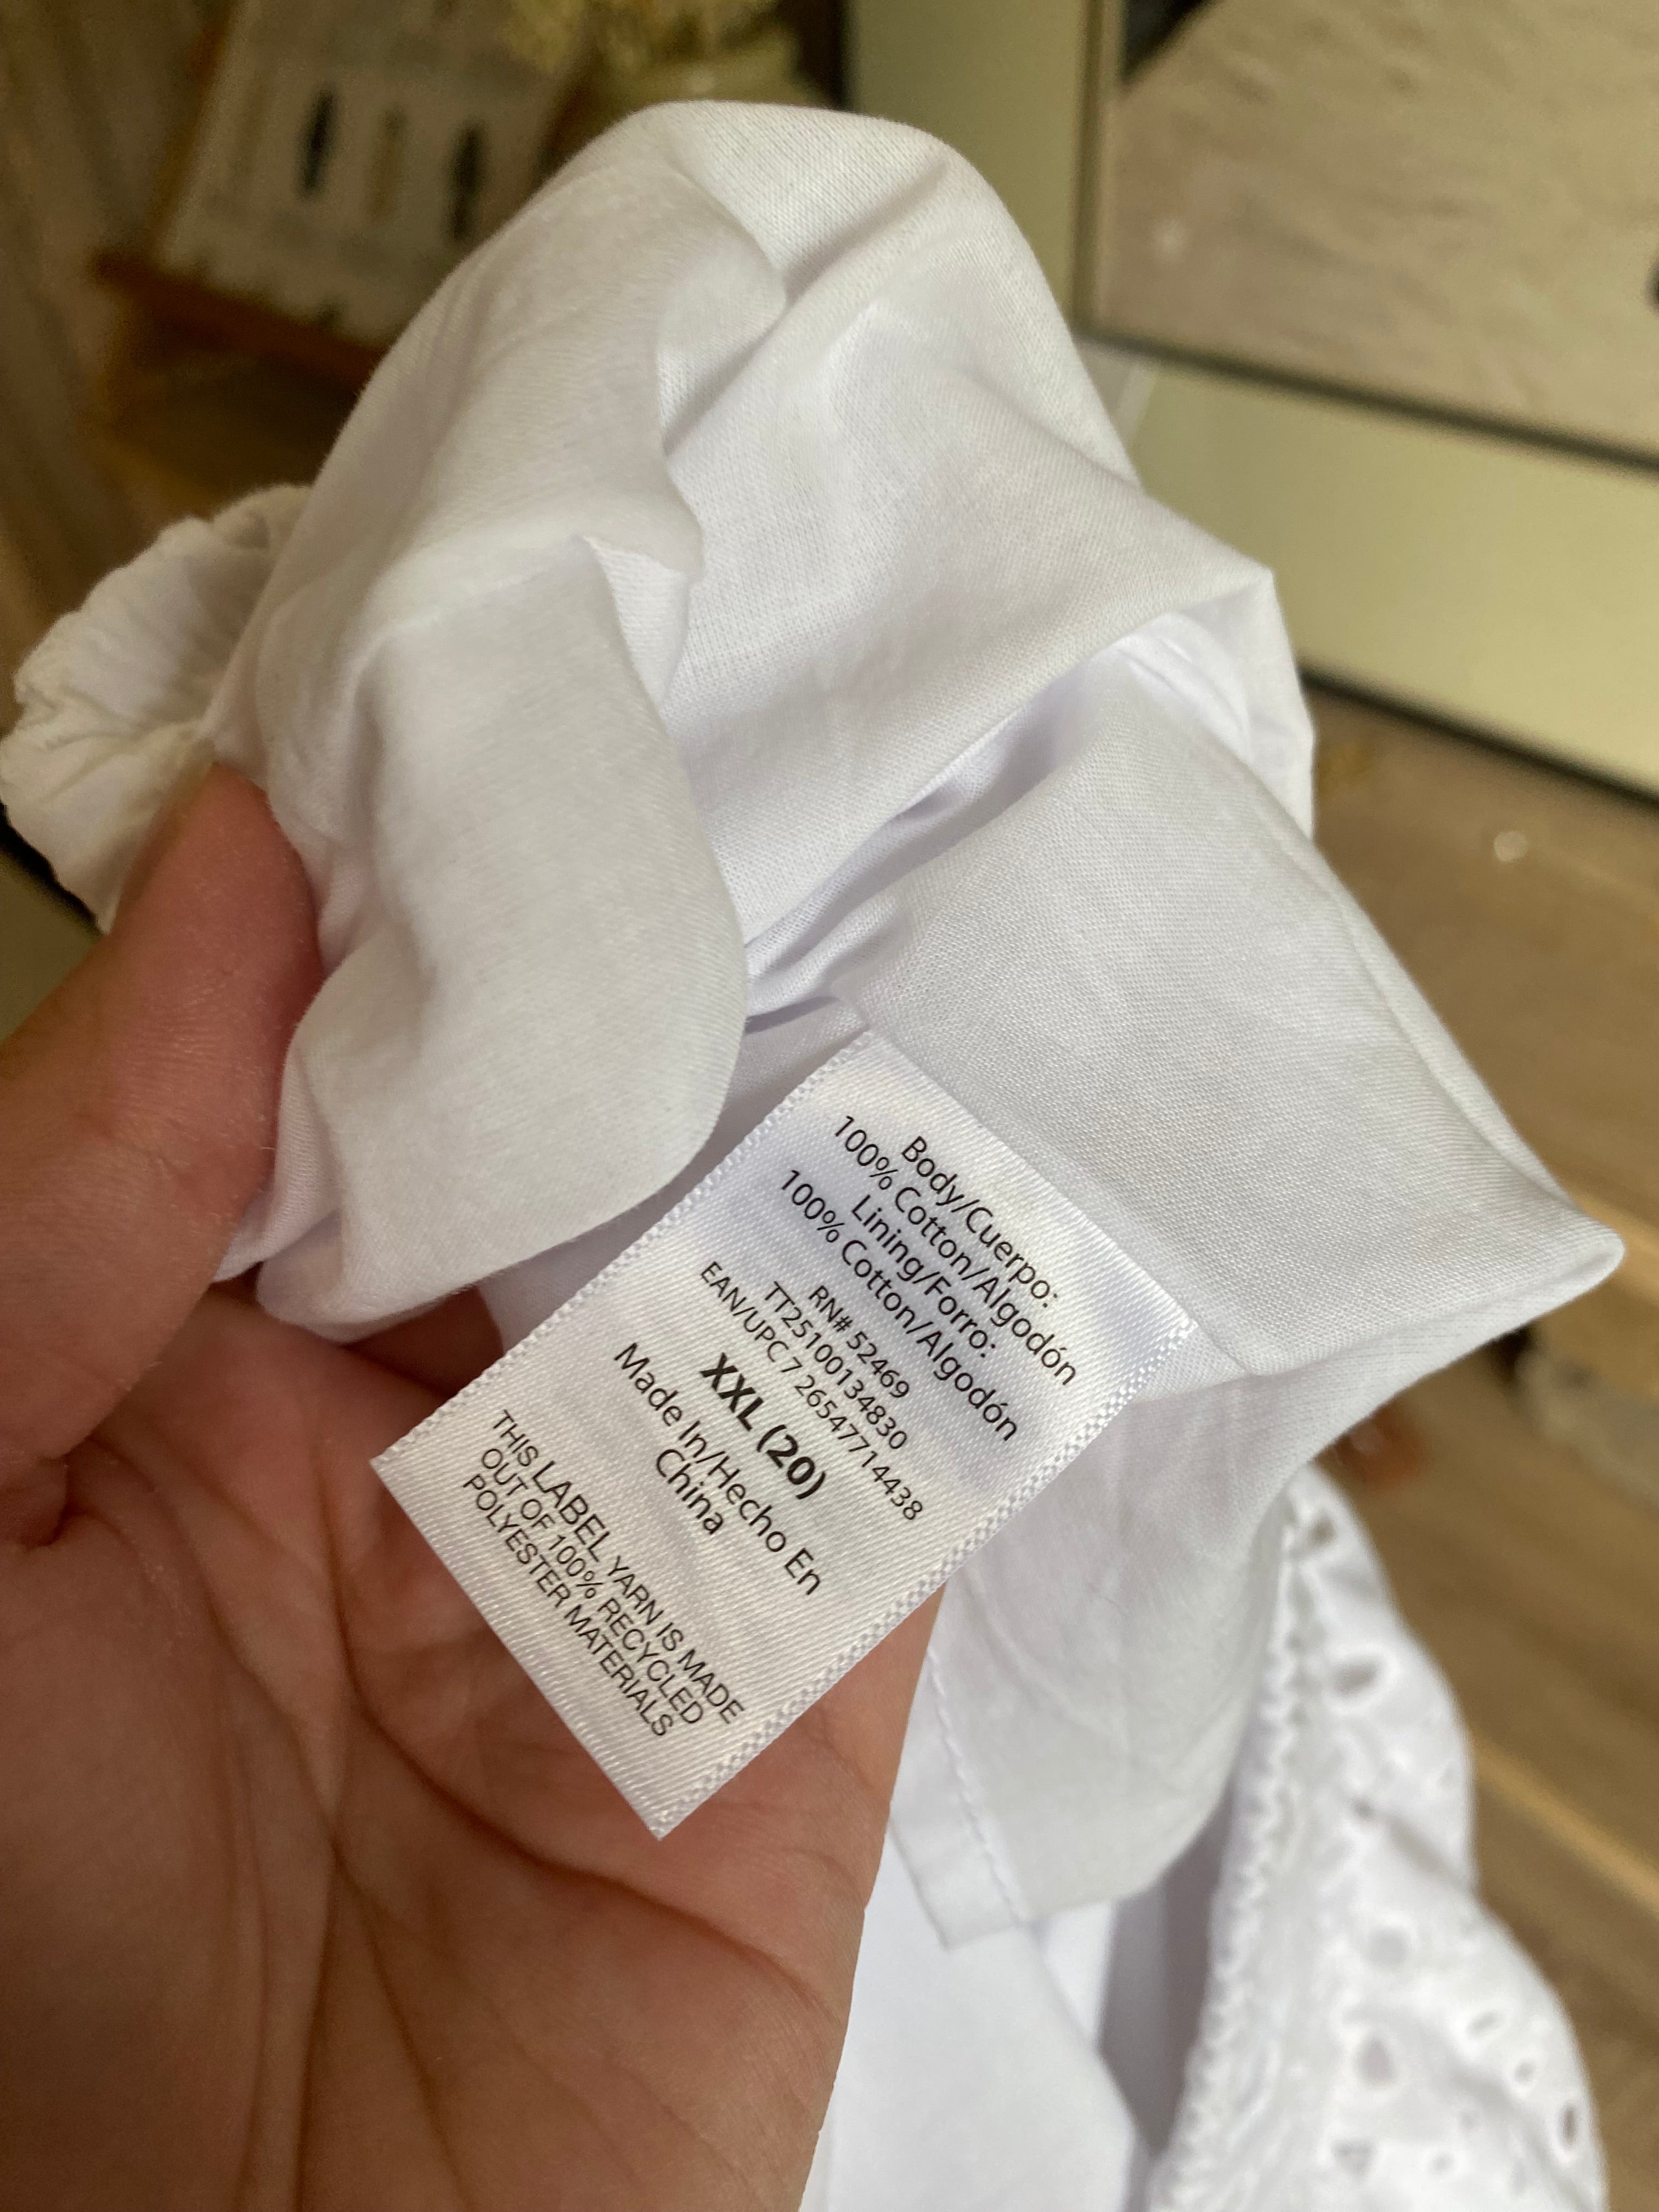 Body/Cuerpo:
100% Cotton/Algodón
Lining/Forro:
100% Cotton/Algodón
RN# 52469
TT25100134830
EAN/UPC 7 26547714438
XXL (20)
Made In/Hecho En
China
THIS LABEL YARN IS MADE
OUT OF 100% RECYCLED
POLYESTER MATERIALS